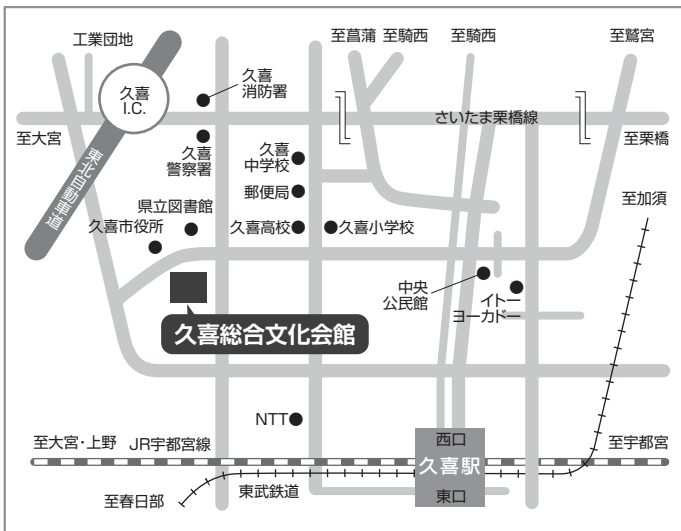 工業団地
久喜
I.C.
東北自動車道
久喜
消防署
至菖蒲
至騎西
至騎西
至鷲宮
至大宮
さいたま栗橋線
至栗橋
久喜
警察署
久喜
中学校
郵便局
県立図書館
久喜市役所
久喜高校
久喜小学校
至加須
中央
公民館
イトー
ヨーカドー
久喜総合文化会館
NTT
至大宮・上野
JR宇都宮線
西口
久喜駅
東口
至宇都宮
至春日部
東武鉄道